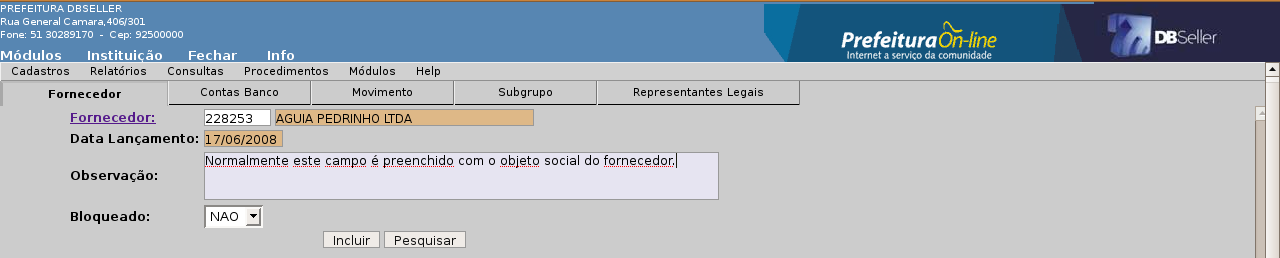 PREFEITURA DBSELLER
Rua General Camara,406/301
Fone: 51 30289170 - Cep: 92500000
Prefeitura On-line
Internet a serviço da comunidade
DBSeller
Módulos Instituição Fechar Info
Cadastros Relatórios Consultas Procedimentos Módulos Help
Fornecedor Contas Banco Movimento Subgrupo Representantes Legais
Fornecedor: 228253 AGUIA PEDRINHO LTDA
Data Lançamento: 17/06/2008
Observação: Normalmente este campo é preenchido com o objeto social do fornecedor.
Bloqueado: NAO
Incluir Pesquisar